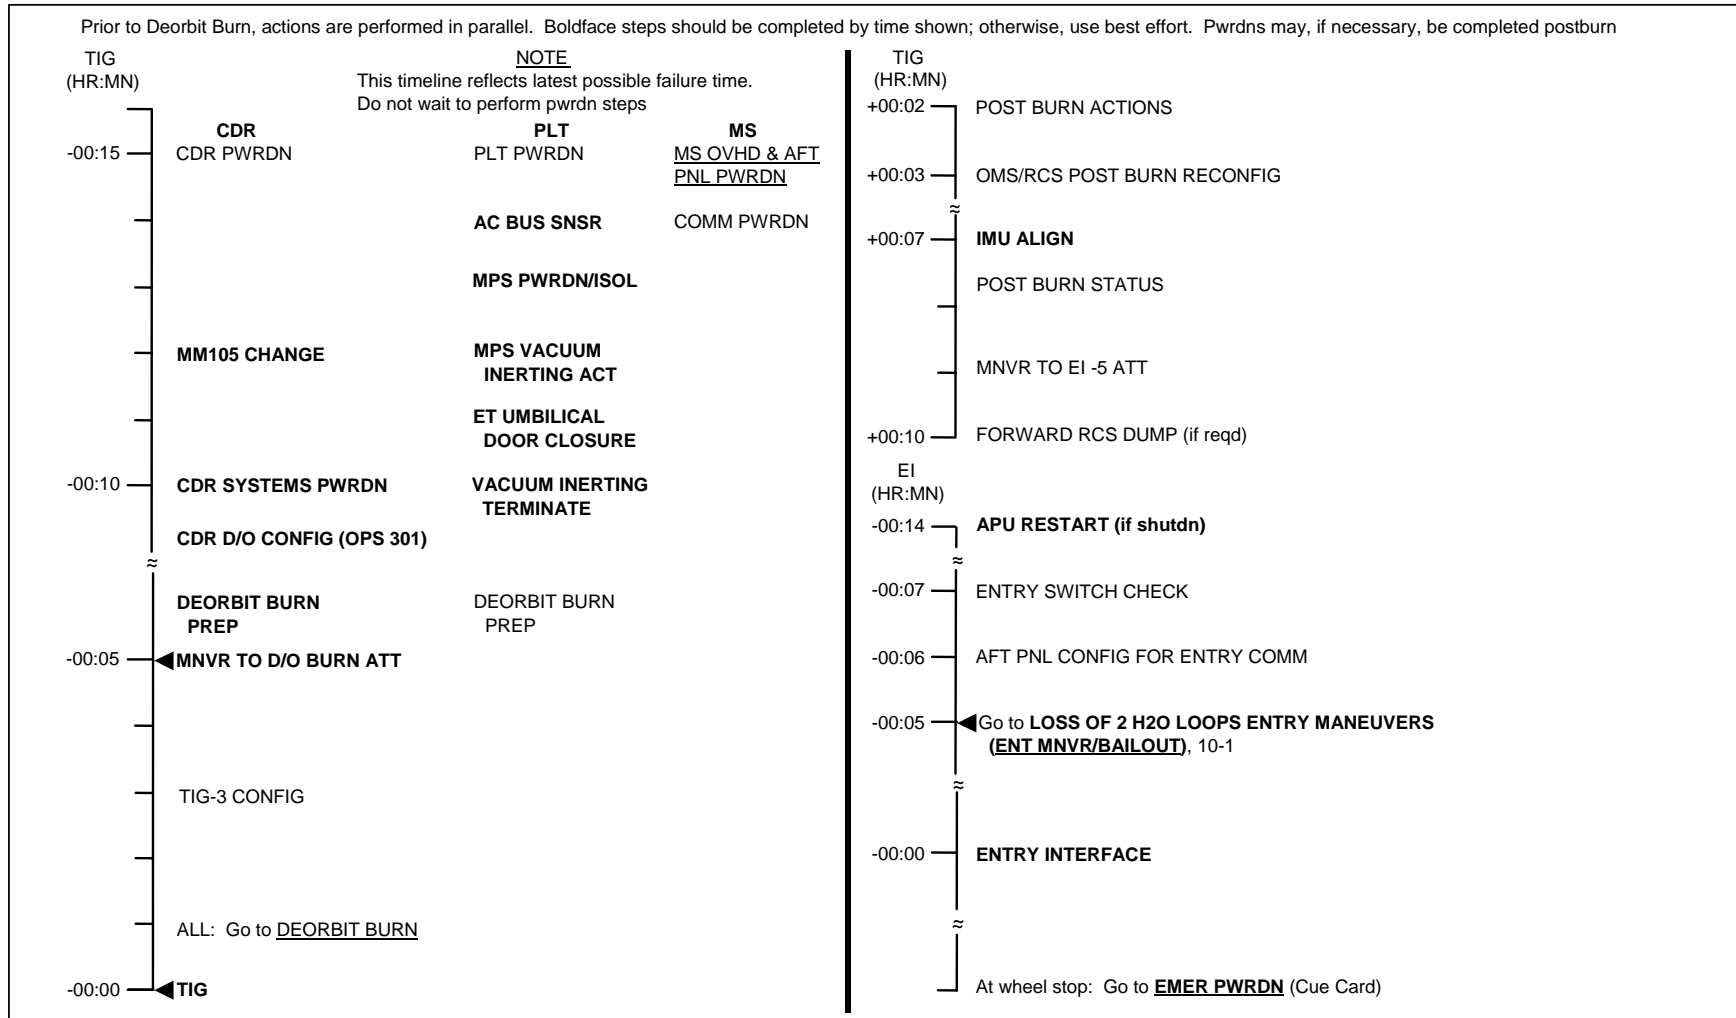 Prior to Deorbit Burn, actions are performed in parallel. Boldface steps should be completed by time shown; otherwise, use best effort. Pwrdns may, if necessary, be completed postburn
TIG
(HR:MN)
NOTE
This timeline reflects latest possible failure time.
Do not wait to perform pwrdn steps
CDR PLT MS
-00:15 CDR PWRDN PLT PWRDN MS OVHD & AFT
PNL PWRDN
AC BUS SNSR COMM PWRDN
MPS PWRDN/ISOL
MM105 CHANGE MPS VACUUM
INERTING ACT
ET UMBILICAL
DOOR CLOSURE
-00:10 CDR SYSTEMS PWRDN VACUUM INERTING
TERMINATE
CDR D/O CONFIG (OPS 301)
≈
DEORBIT BURN DEORBIT BURN
PREP PREP
-00:05 MNVR TO D/O BURN ATT
TIG-3 CONFIG
ALL: Go to DEORBIT BURN
-00:00 TIG
TIG
(HR:MN)
+00:02 POST BURN ACTIONS
+00:03 OMS/RCS POST BURN RECONFIG
≈
+00:07 IMU ALIGN
POST BURN STATUS
MNVR TO EI -5 ATT
+00:10 FORWARD RCS DUMP (if reqd)
EI
(HR:MN)
-00:14 APU RESTART (if shutdn)
≈
-00:07 ENTRY SWITCH CHECK
-00:06 AFT PNL CONFIG FOR ENTRY COMM
-00:05 Go to LOSS OF 2 H2O LOOPS ENTRY MANEUVERS
(ENT MNVR/BAILOUT), 10-1
≈
-00:00 ENTRY INTERFACE
≈
At wheel stop: Go to EMER PWRDN (Cue Card)